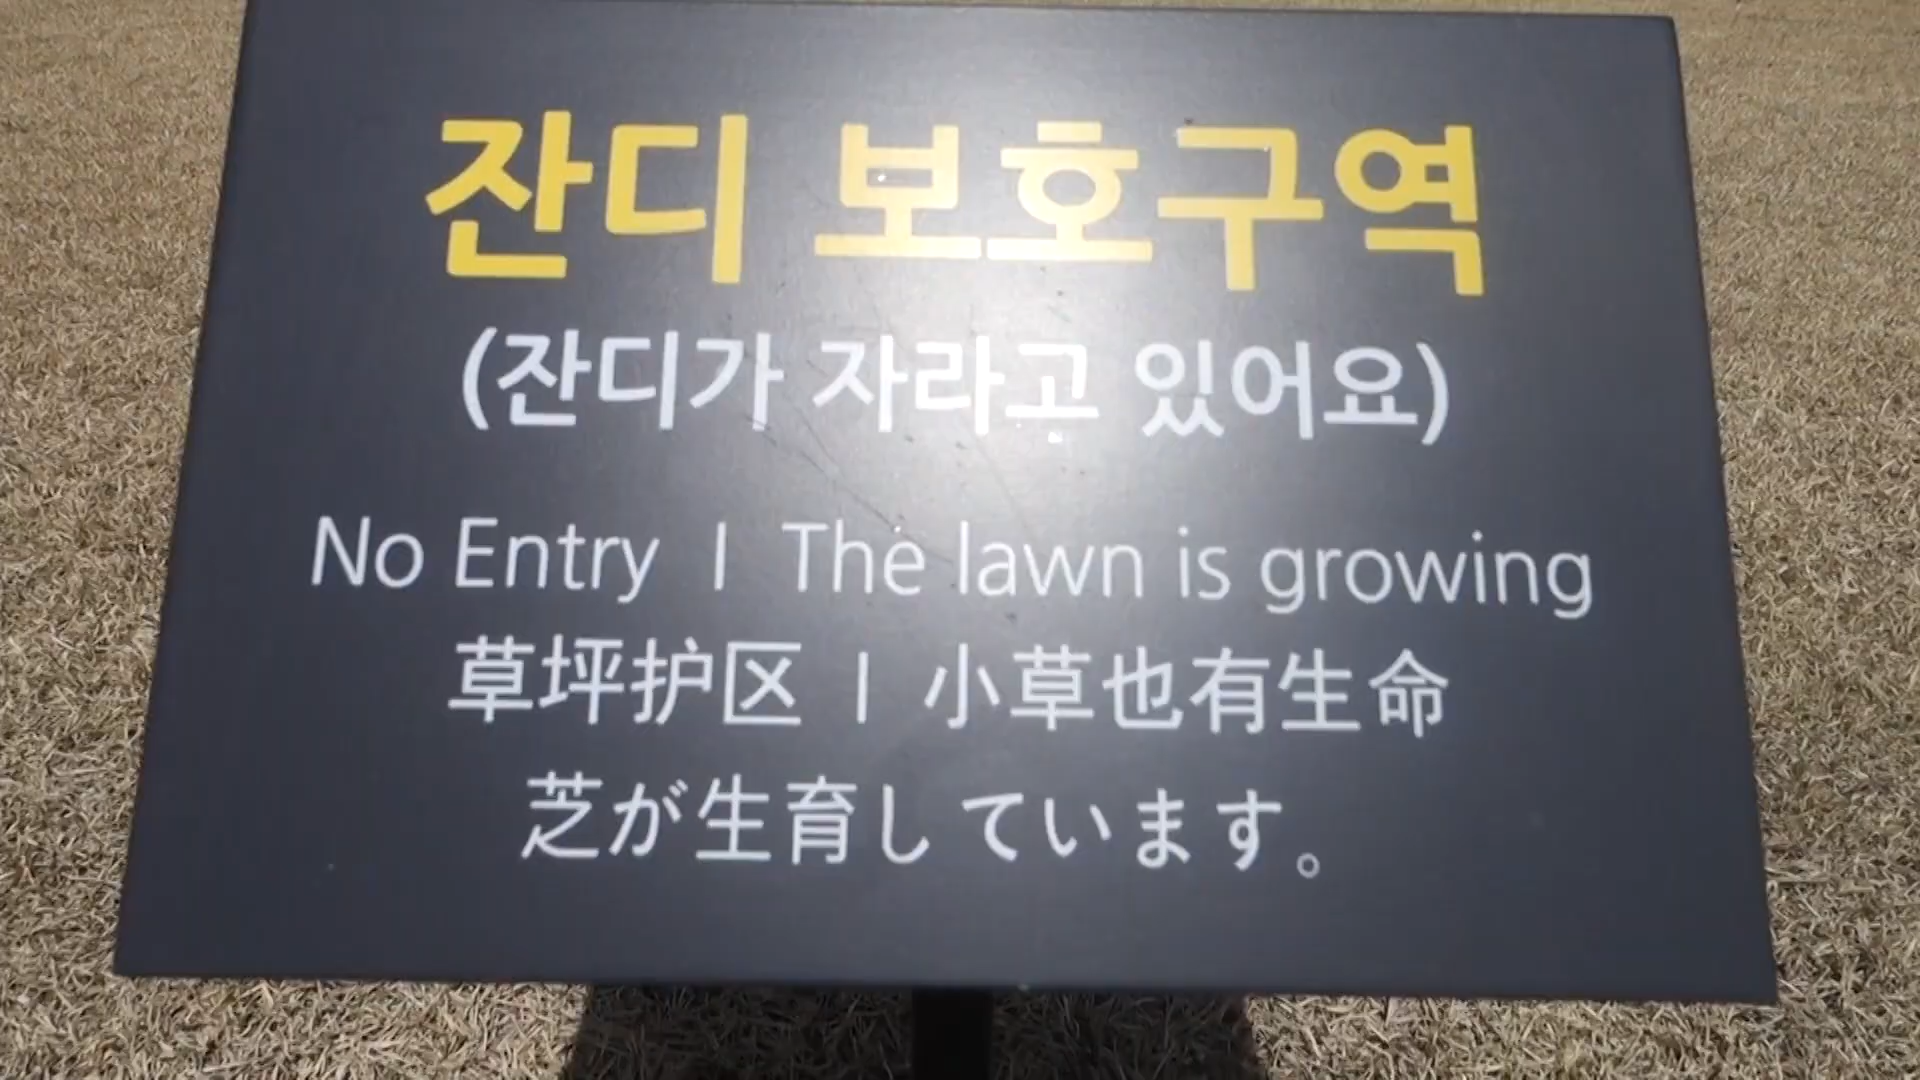 잔디 보호구역
(잔디가 자라고 있어요)
No Entry | The lawn is growing
草坪护区 | 小草也有生命
芝が生育しています。